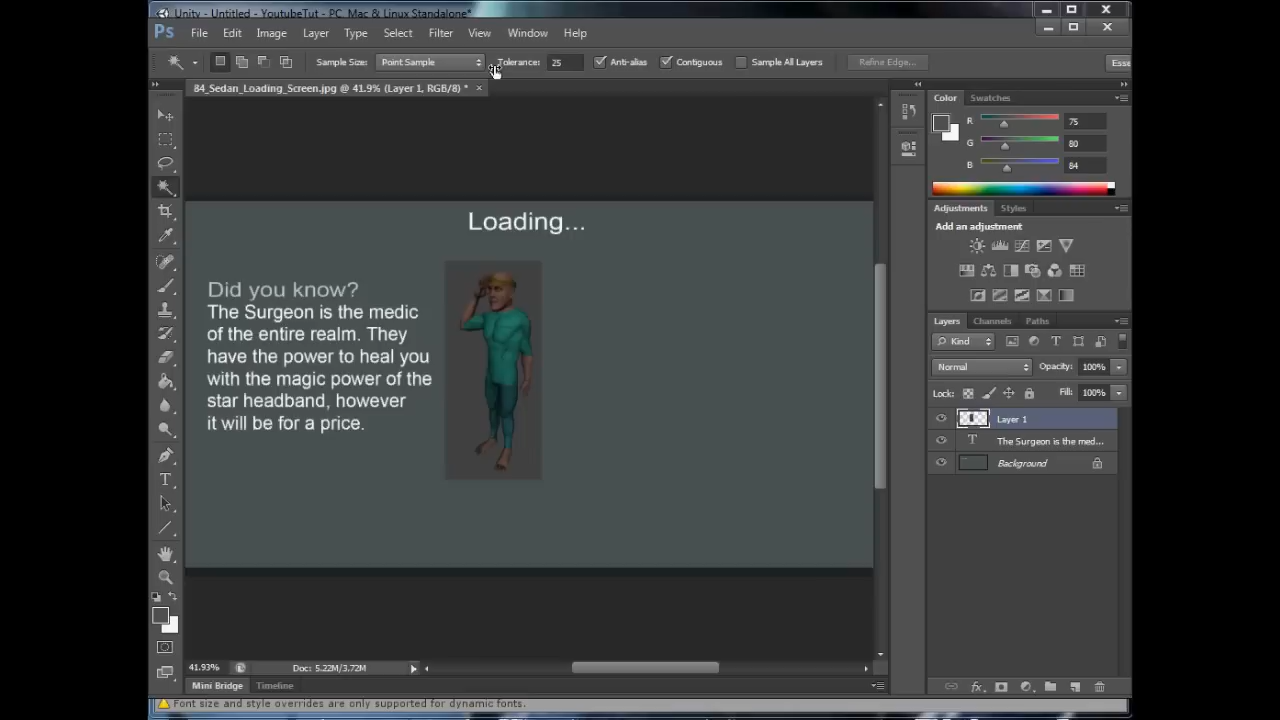 Unity - Untitled - YoutubeTut - PC, Mac & Linux Standalone*
Ps File Edit Image Layer Type Select Filter View Window Help
Sample Size: Point Sample Tolerance: 25 Anti-alias Contiguous Sample All Layers Refine Edge... Esse
84_Sedan_Loading_Screen.jpg @ 41.9% (Layer 1, RGB/8) * ×
Color Swatches
R 75
G 80
B 84
Adjustments Styles
Add an adjustment
Layers Channels Paths
Kind
Normal Opacity: 100%
Lock: Fill: 100%
Layer 1
T The Surgeon is the med...
Background
Loading...
Did you know?
The Surgeon is the medic
of the entire realm. They
have the power to heal you
with the magic power of the
star headband, however
it will be for a price.
41.93% Doc: 5.22M/3.72M
Mini Bridge Timeline
Font size and style overrides are only supported for dynamic fonts.